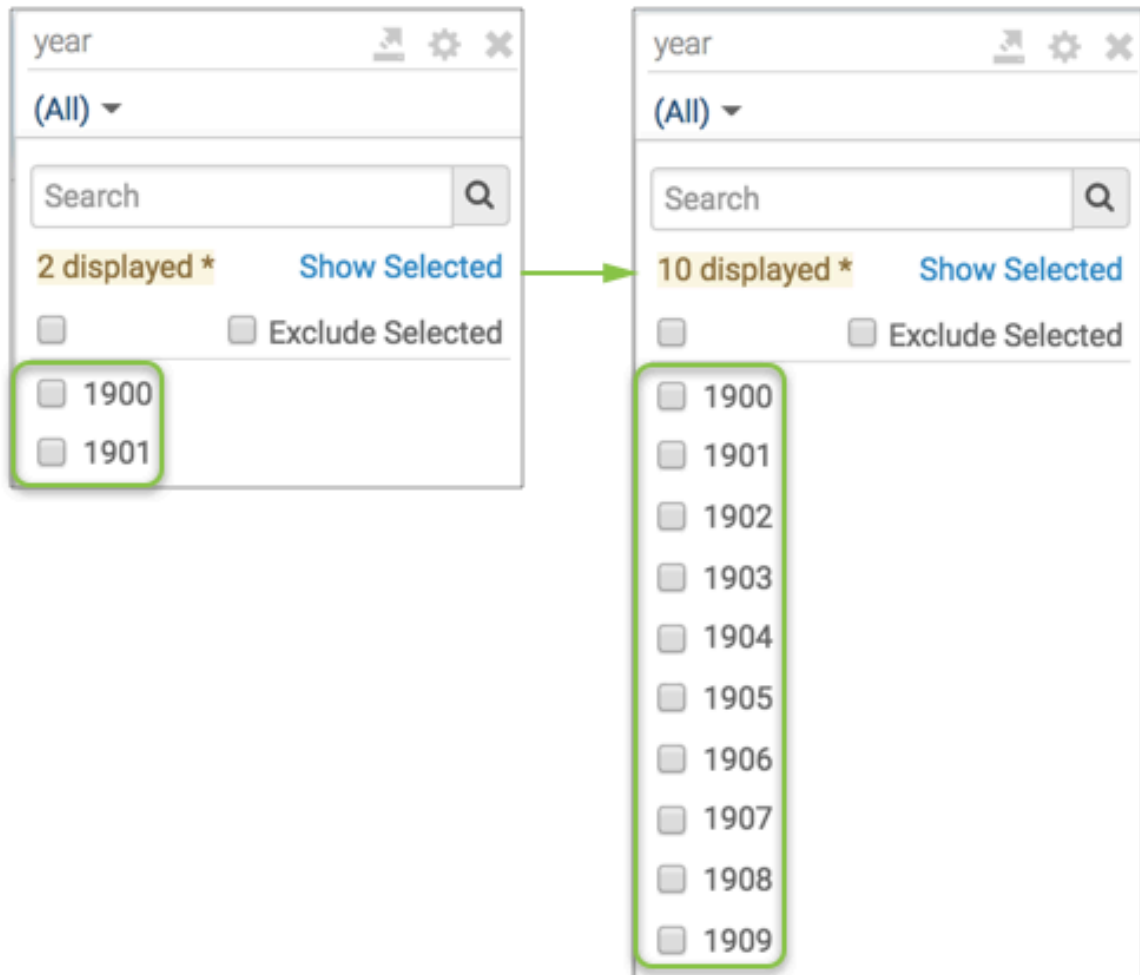 year
(All)
Search
2 displayed *
Show Selected
Exclude Selected
1900
1901
year
(All)
Search
10 displayed *
Show Selected
Exclude Selected
1900
1901
1902
1903
1904
1905
1906
1907
1908
1909